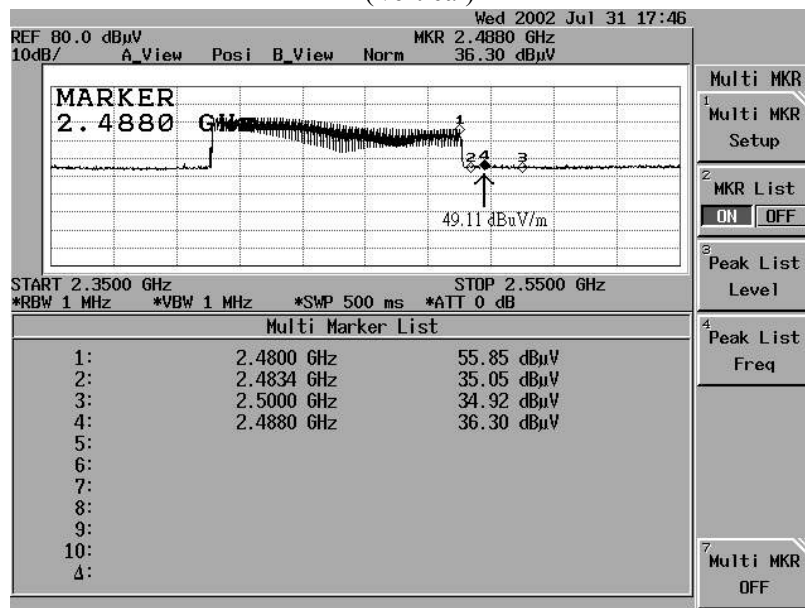 Wed 2002 Jul 31 17:46
REF 80.0 dBµV MKR 2.4880 GHz
10dB/ A_View Posi B_View Norm 36.30 dBµV
MARKER
2.4880 GHz
1
2 4 3
49.11 dBuV/m
START 2.3500 GHz STOP 2.5500 GHz
*RBW 1 MHz *VBW 1 MHz *SWP 500 ms *ATT 0 dB
Multi Marker List
1: 2.4800 GHz 55.85 dBµV
2: 2.4834 GHz 35.05 dBµV
3: 2.5000 GHz 34.92 dBµV
4: 2.4880 GHz 36.30 dBµV
5:
6:
7:
8:
9:
10:
Δ:
Multi MKR
1
Multi MKR
Setup
2
MKR List
ON OFF
3
Peak List
Level
4
Peak List
Freq
7
Multi MKR
OFF